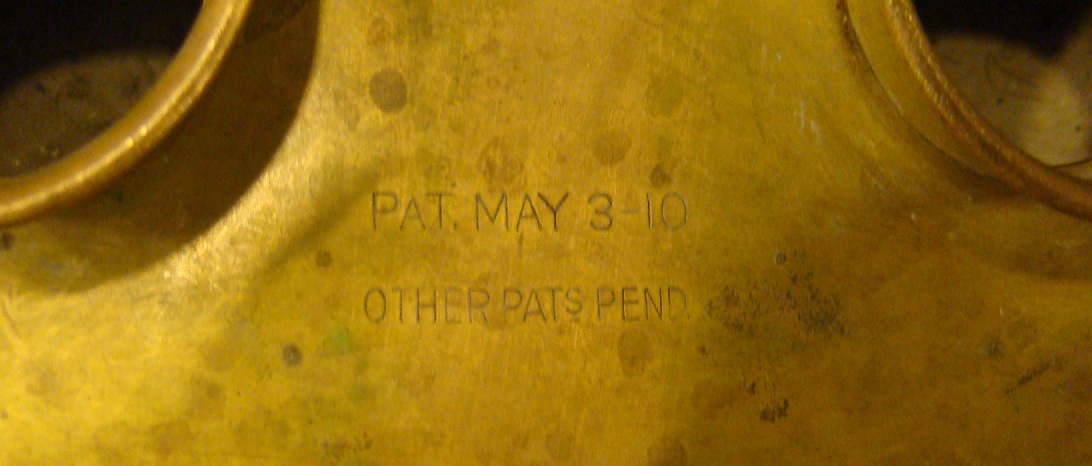 PAT. MAY 3-10
OTHER PATS PEND.